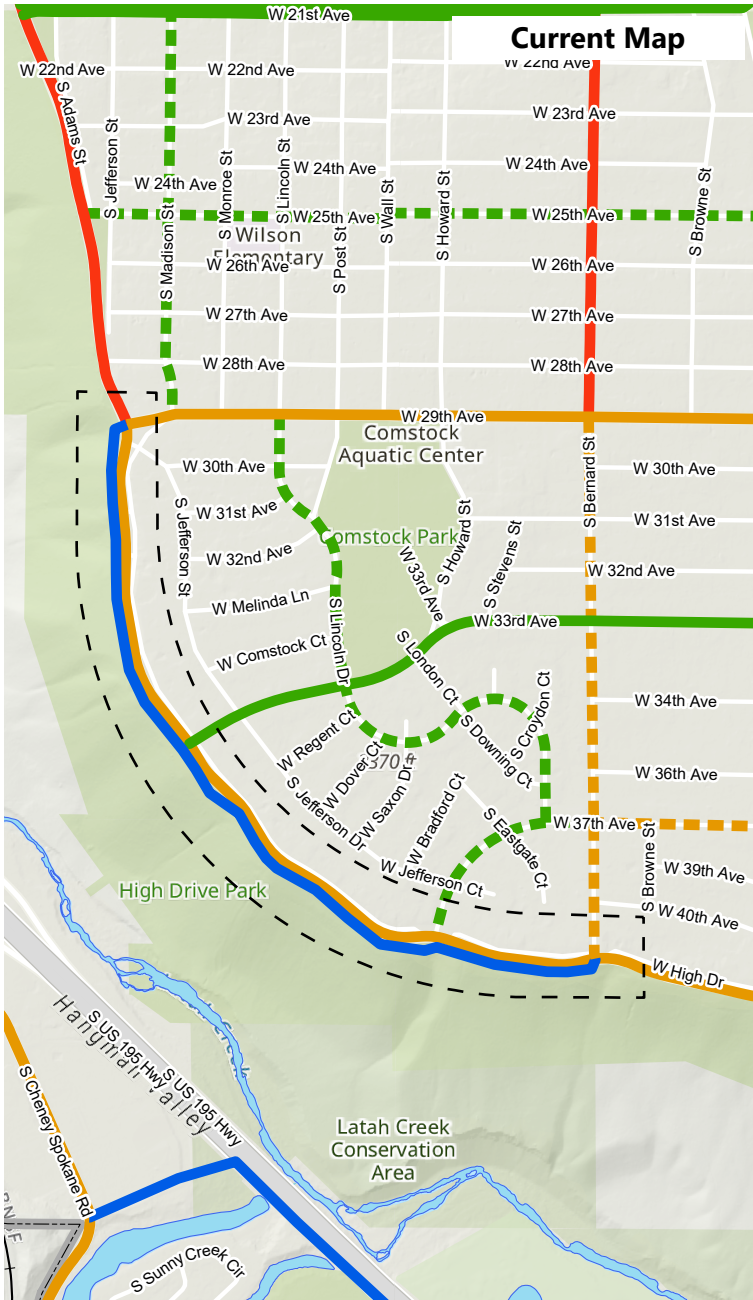 W 21st Ave
Current Map
W 22nd Ave
W 22nd Ave
W 22nd Ave
S Adams St
W 23rd Ave
W 23rd Ave
S Jefferson St
S Monroe St
S Lincoln St
W 24th Ave
W 24th Ave
W 24th Ave
S Madison St
S Post St
S Wall St
S Howard St
S Browne St
W 25th Ave
W 25th Ave
Wilson
Elementary
W 26th Ave
W 26th Ave
W 27th Ave
W 27th Ave
W 28th Ave
W 28th Ave
W 29th Ave
Comstock
Aquatic Center
W 30th Ave
W 30th Ave
S Bernard St
S Jefferson St
W 31st Ave
W 31st Ave
S Howard St
S Stevens St
Comstock Park
W 32nd Ave
W 33rd Ave
W 32nd Ave
W Melinda Ln
S Lincoln Dr
W 33rd Ave
W Comstock Ct
S London Ct
W 34th Ave
S Croydon Ct
W Regent Ct
S Downing Ct
W Dover Ct
370 ft
W Saxon Dr
W 36th Ave
S Jefferson Dr
W Bradford Ct
S Eastgate Ct
W 37th Ave
S Browne St
W Jefferson Ct
W 39th Ave
High Drive Park
W 40th Ave
W High Dr
Hangman Valley
S US 195 Hwy
S US 195 Hwy
S Cheney Spokane Rd
Latah Creek
Conservation
Area
S Sunny Creek Cir